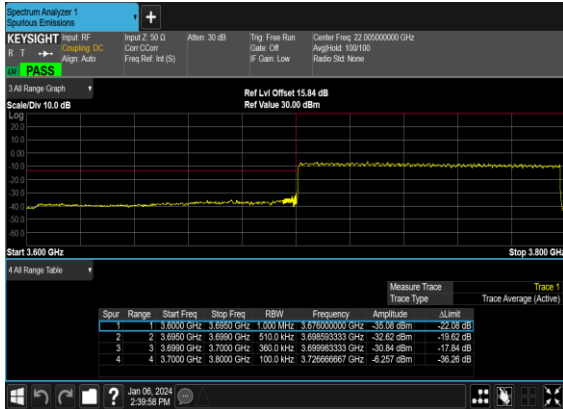 Spectrum Analyzer 1
Spurious Emissions
KEYSIGHT Input: RF Input Z: 50 Ω Atten: 30 dB Trig: Free Run Center Freq: 22.005000000 GHz
R T Coupling: DC Corr CCorr Gate: Off Avg|Hold: 100/100
Align: Auto Freq Ref: Int (S) IF Gain: Low Radio Std: None
PASS
3 All Range Graph
Ref Lvl Offset 15.84 dB
Scale/Div 10.0 dB Ref Value 30.00 dBm
Log
20.0
10.0
0.00
-10.0
-20.0
-30.0
-40.0
-50.0
-60.0
Start 3.600 GHz Stop 3.800 GHz
4 All Range Table
Measure Trace Trace 1
Trace Type Trace Average (Active)
Spur Range Start Freq Stop Freq RBW Frequency Amplitude ΔLimit
1 1 3.6000 GHz 3.6950 GHz 1.000 MHz 3.676000000 GHz -35.08 dBm -22.08 dB
2 2 3.6950 GHz 3.6990 GHz 510.0 kHz 3.698593333 GHz -32.62 dBm -19.62 dB
3 3 3.6990 GHz 3.7000 GHz 360.0 kHz 3.699983333 GHz -30.84 dBm -17.84 dB
4 4 3.7000 GHz 3.8000 GHz 100.0 kHz 3.726666667 GHz -6.257 dBm -36.26 dB
?
Jan 06, 2024
2:39:58 PM